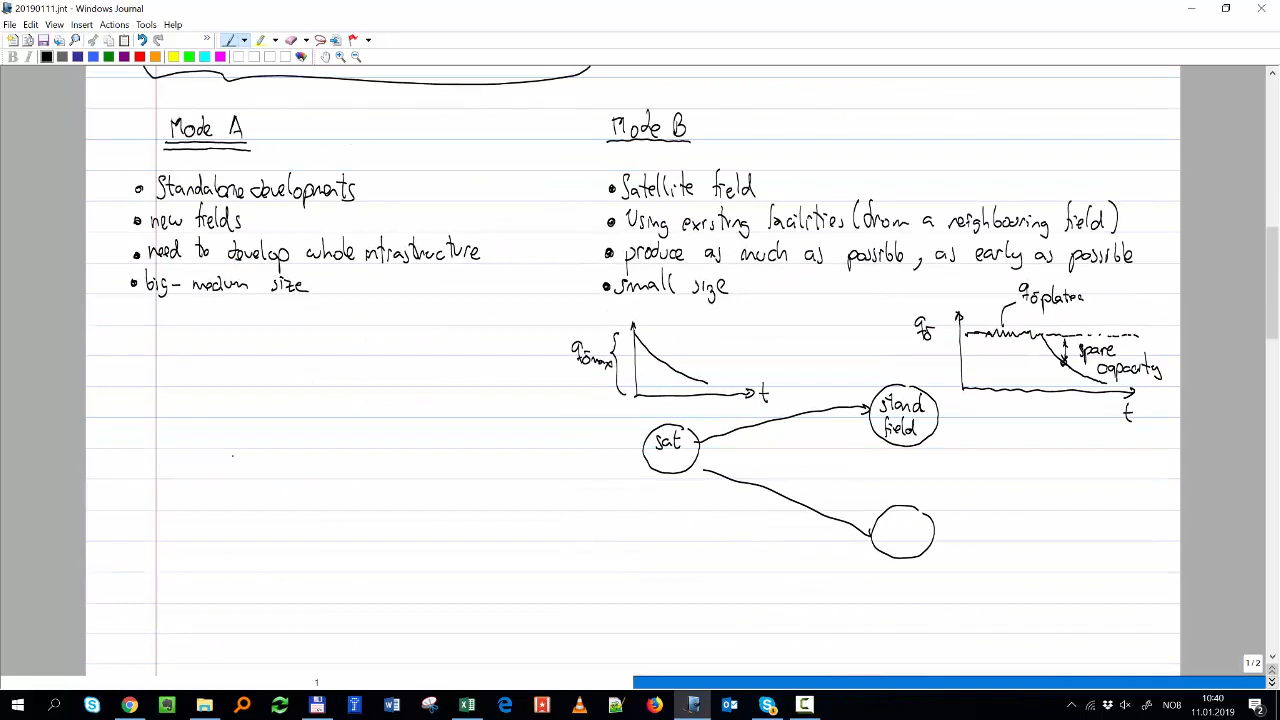 20190111.jnt - Windows Journal
File Edit View Insert Actions Tools Help
Mode A
Standalone developments
new fields
need to develop whole infrastructure
big - medium size
Mode B
Satellite field
Using existing facilities (from a neighbouring field)
produce as much as possible, as early as possible
small size
qōmax
t
qō plateau
qō
spare
capacity
t
sat
stand
field
1/2
1
NOB
10:40
11.01.2019